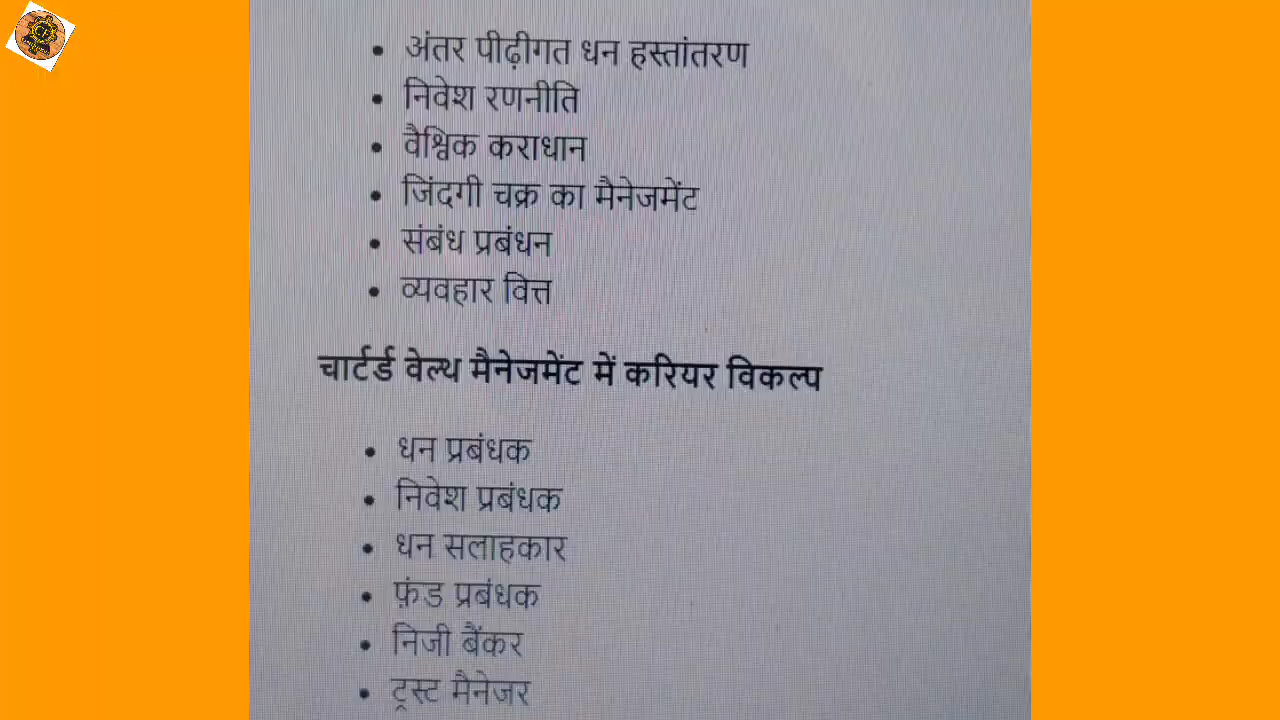 • अंतर पीढ़ीगत धन हस्तांतरण
• निवेश रणनीति
• वैश्विक कराधान
• जिंदगी चक्र का मैनेजमेंट
• संबंध प्रबंधन
• व्यवहार वित्त
चार्टर्ड वेल्थ मैनेजमेंट में करियर विकल्प
• धन प्रबंधक
• निवेश प्रबंधक
• धन सलाहकार
• फ़ंड प्रबंधक
• निजी बैंकर
• ट्रस्ट मैनेजर